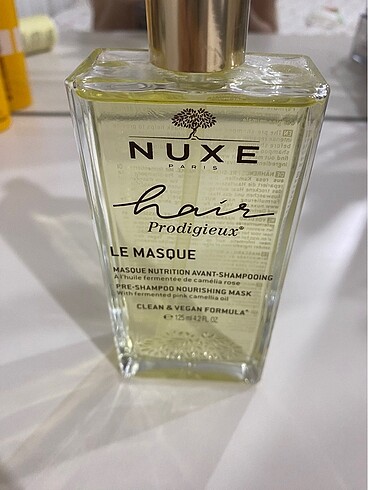 NUXE
PARIS
hair
Prodigieux®
LE MASQUE
MASQUE NUTRITION AVANT-SHAMPOOING
À l'huile fermentée de camélia rose
PRE-SHAMPOO NOURISHING MASK
With fermented pink camellia oil
CLEAN & VEGAN FORMULA*
℮ 125 ml 4.2 FL. OZ.